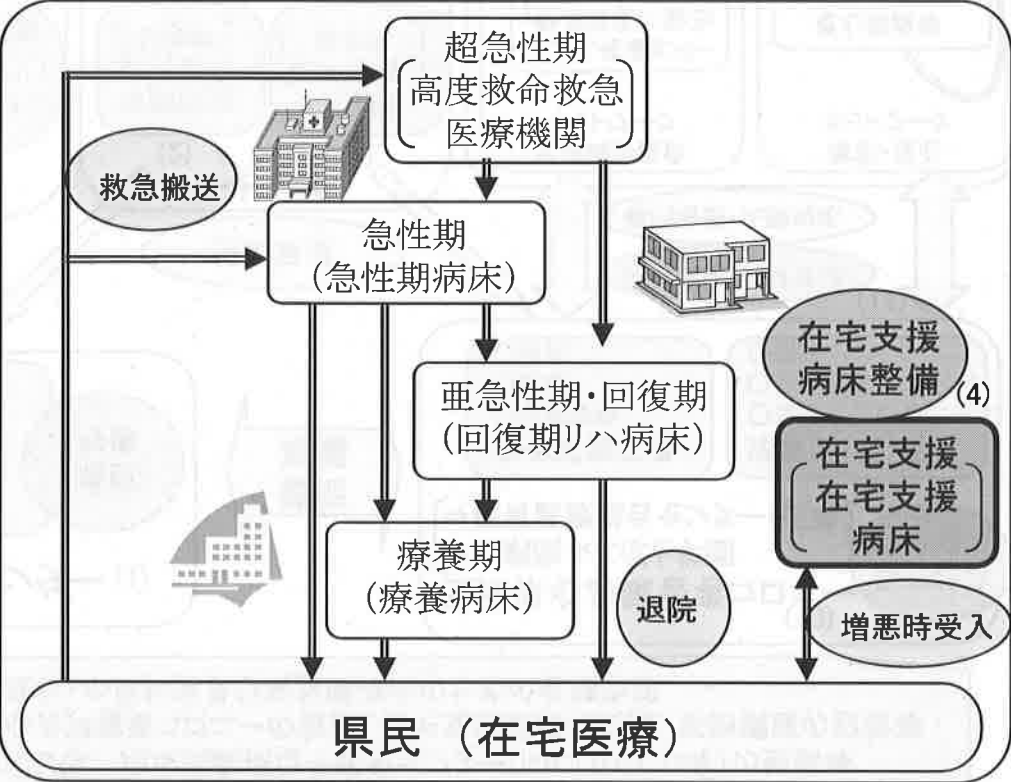 超急性期
高度救命救急
医療機関
救急搬送
急性期
(急性期病床)
在宅支援
病床整備
(4)
亜急性期・回復期
(回復期リハ病床)
在宅支援
在宅支援
病床
療養期
(療養病床)
退院
増悪時受入
県民 (在宅医療)